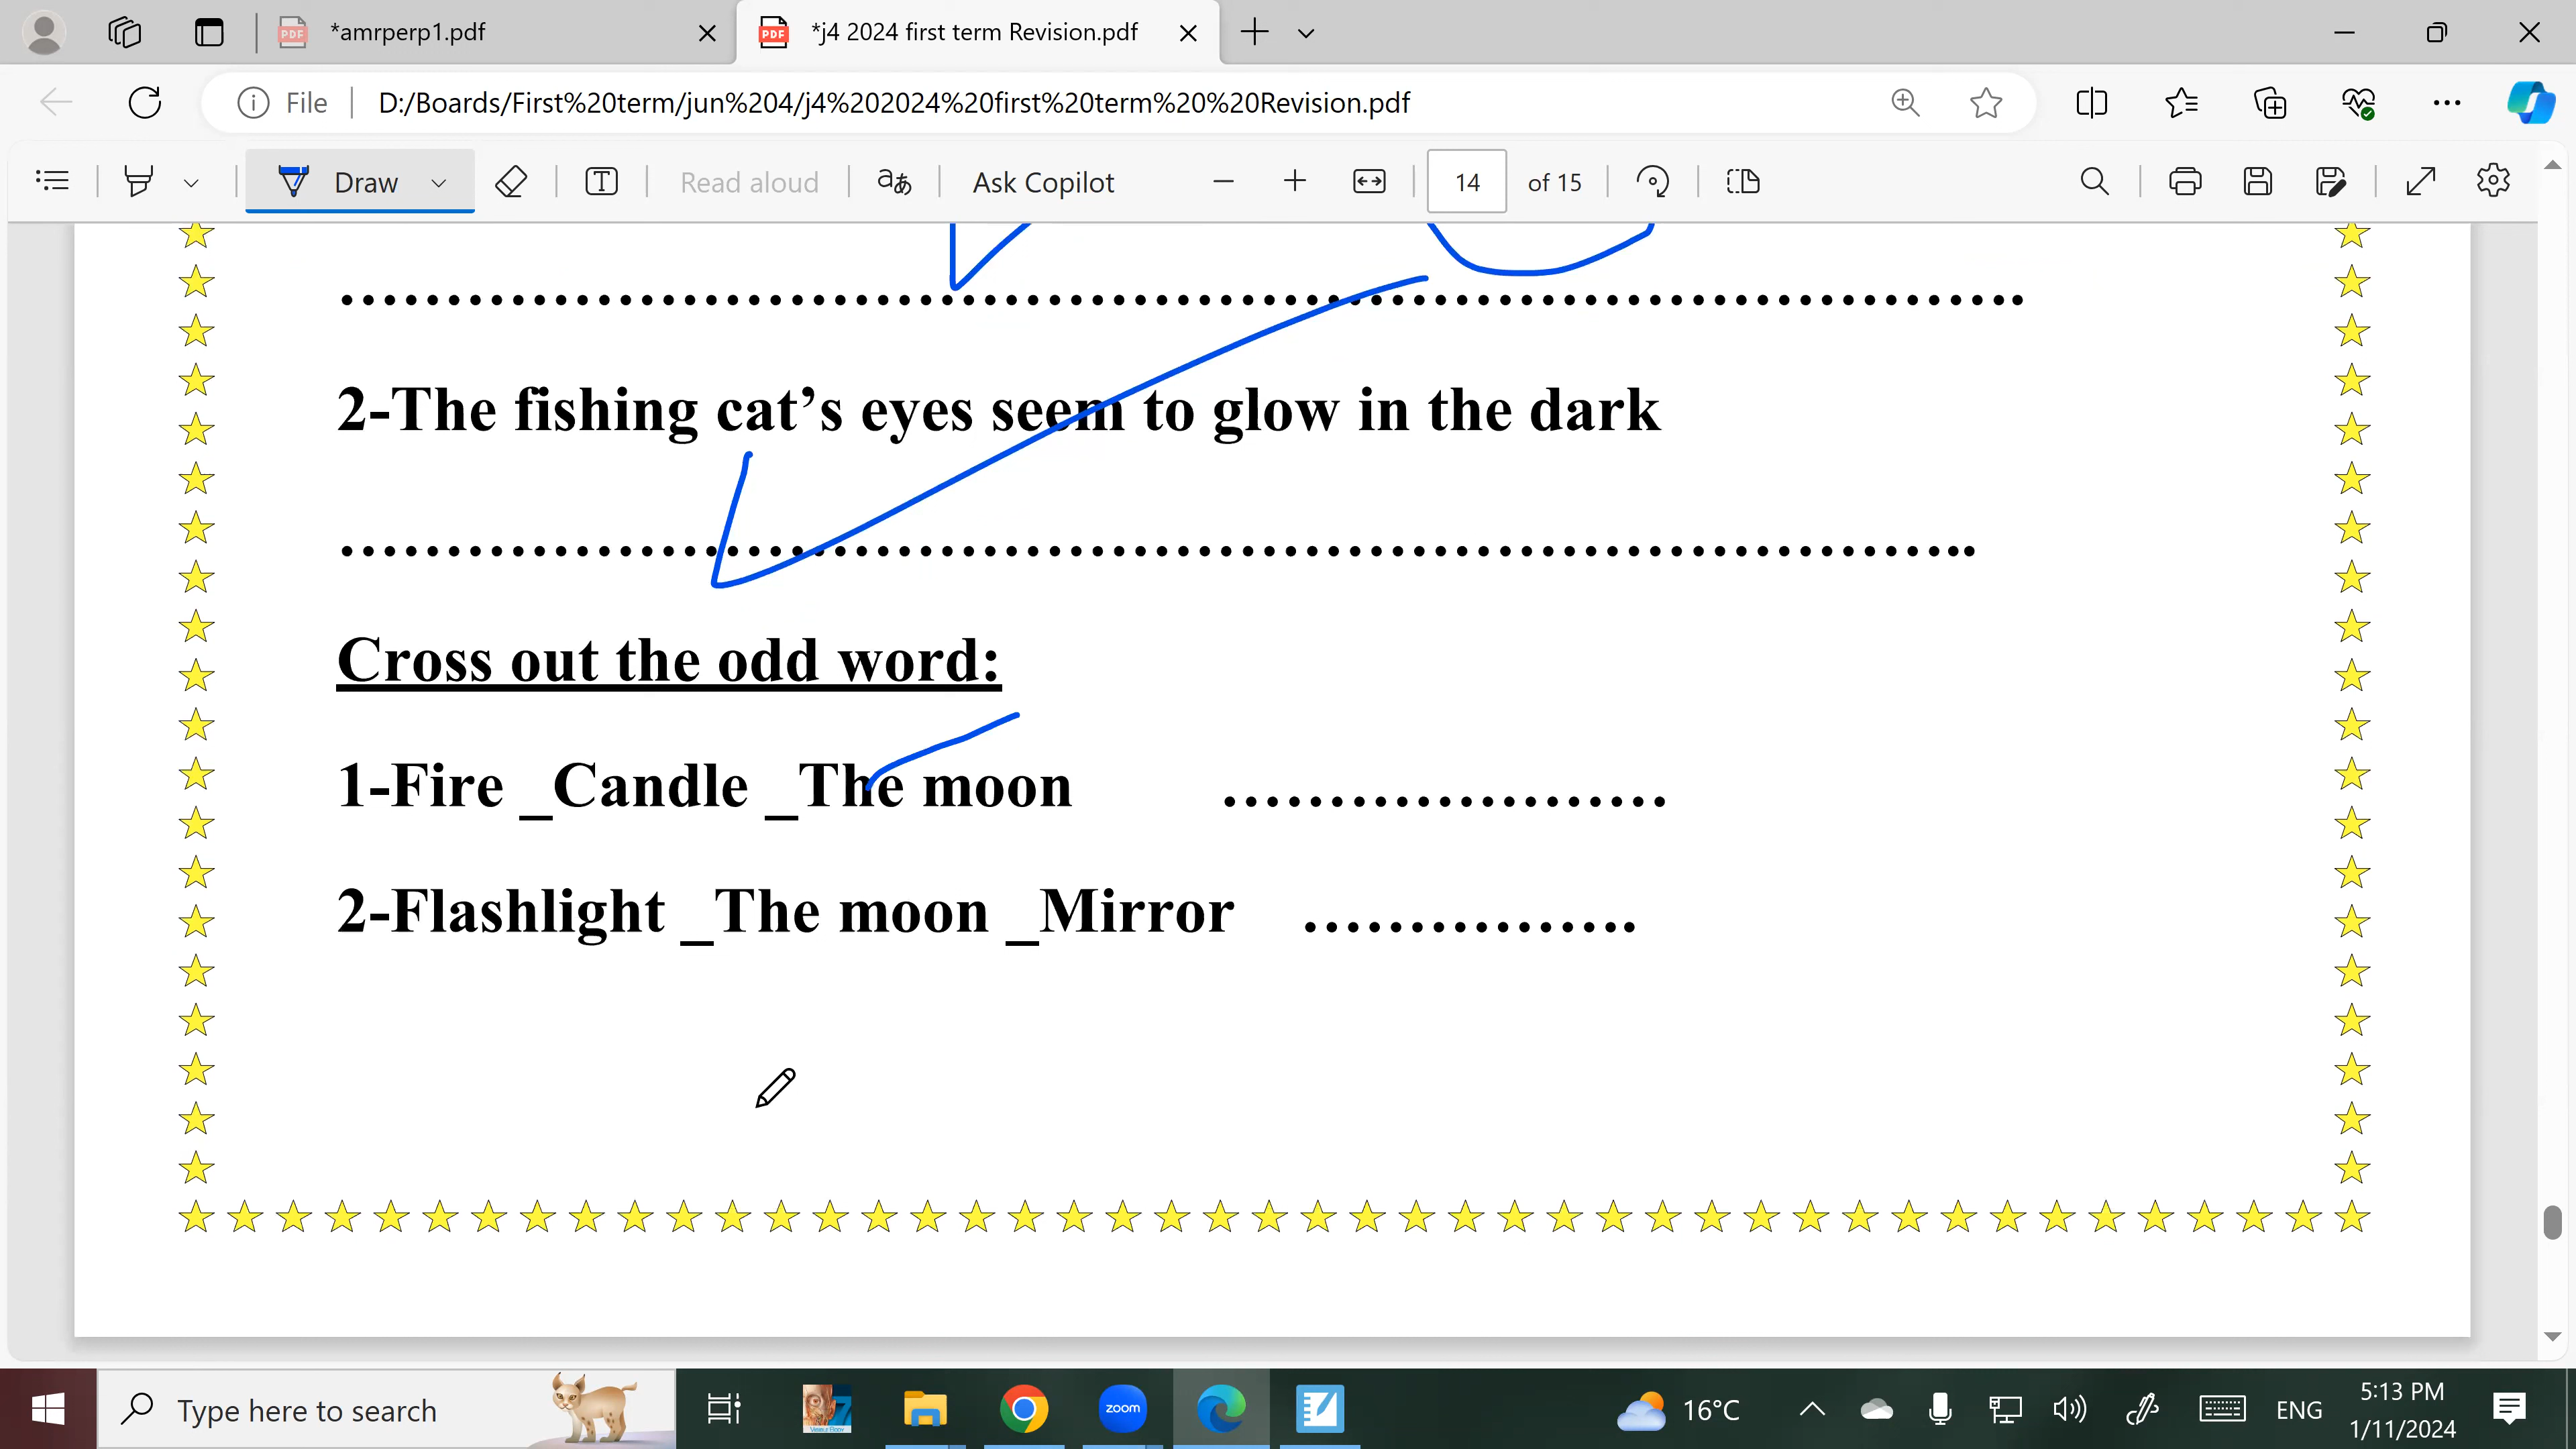 *amrperp1.pdf
*j4 2024 first term Revision.pdf
File
D:/Boards/First%20term/jun%204/j4%202024%20first%20term%20%20Revision.pdf
Draw
Read aloud
aあ
Ask Copilot
14
of 15
........................................................................................
2-The fishing cat’s eyes seem to glow in the dark
........................................................................................
Cross out the odd word:
1-Fire _Candle _The moon .....................
2-Flashlight _The moon _Mirror ................
Type here to search
zoom
16°C
ENG
5:13 PM
1/11/2024